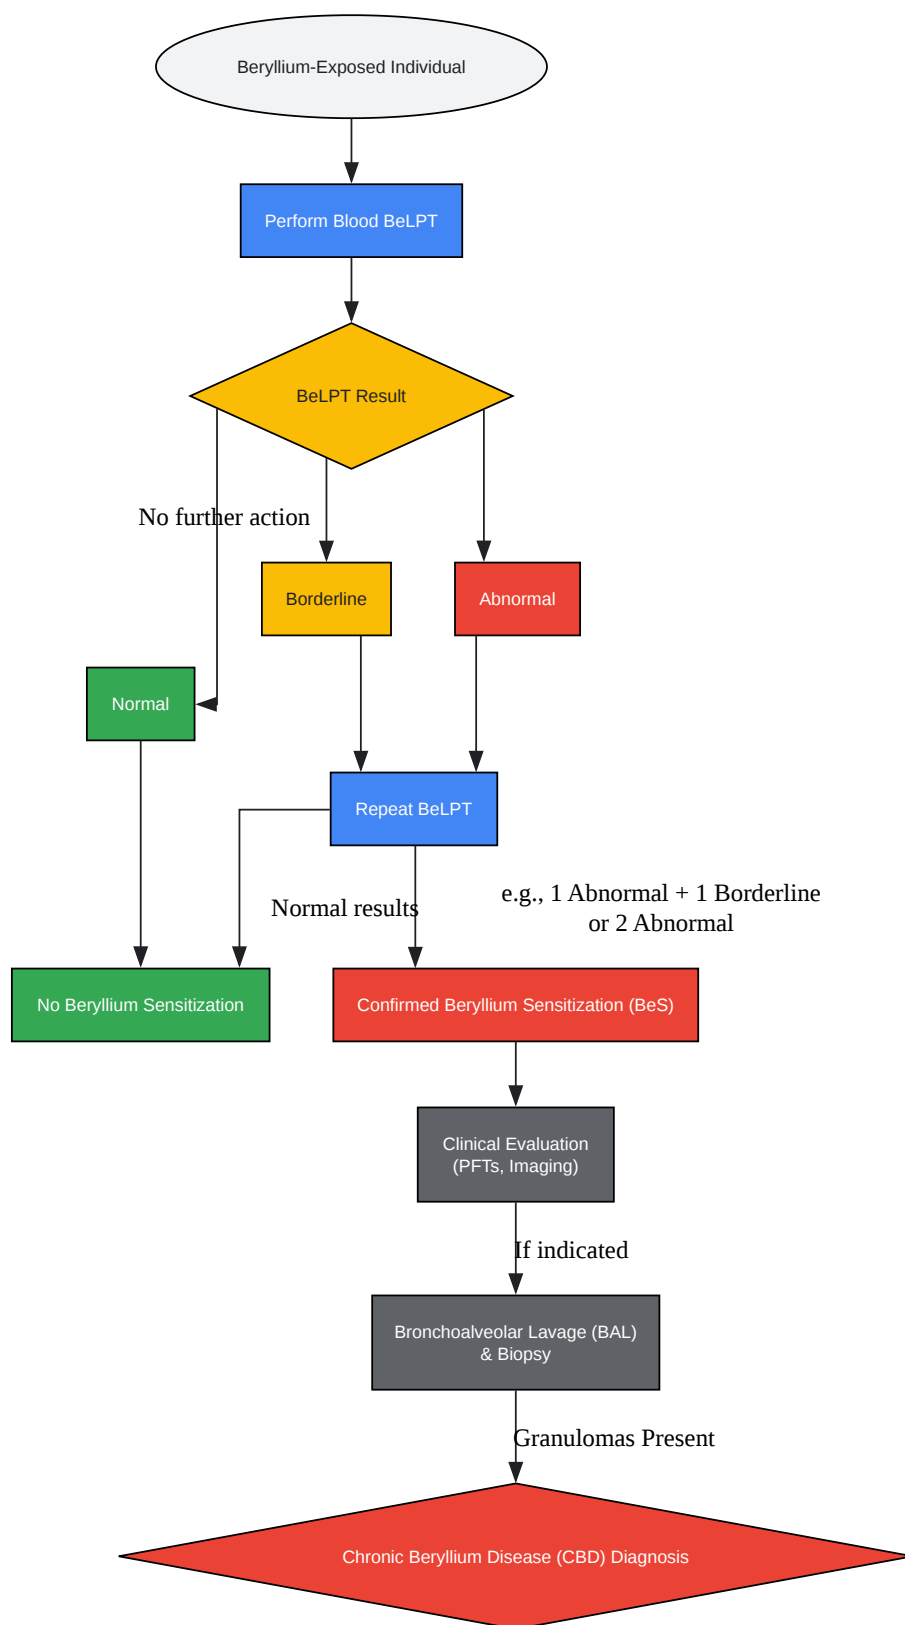 Beryllium-Exposed Individual
Perform Blood BeLPT
BeLPT Result
No further action
Borderline
Abnormal
Normal
Repeat BeLPT
Normal results
e.g., 1 Abnormal + 1 Borderline
or 2 Abnormal
No Beryllium Sensitization
Confirmed Beryllium Sensitization (BeS)
Clinical Evaluation
(PFTs, Imaging)
If indicated
Bronchoalveolar Lavage (BAL)
& Biopsy
Granulomas Present
Chronic Beryllium Disease (CBD) Diagnosis